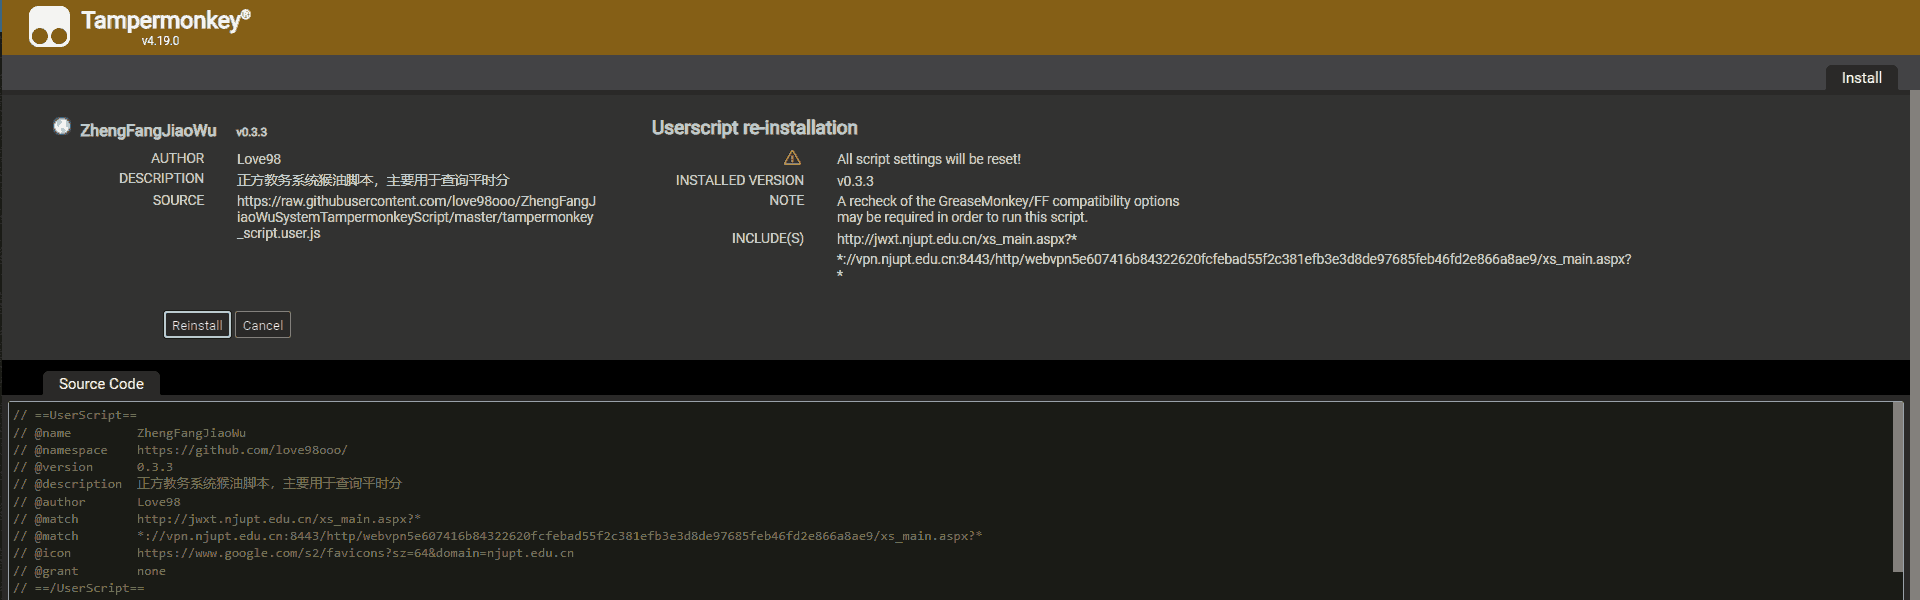 Tampermonkey®
v4.19.0
Install
ZhengFangJiaoWu v0.3.3
AUTHOR Love98
DESCRIPTION 正方教务系统猴油脚本，主要用于查询平时分
SOURCE https://raw.githubusercontent.com/love98ooo/ZhengFangJ
iaoWuSystemTampermonkeyScript/master/tampermonkey
_script.user.js
Userscript re-installation
All script settings will be reset!
INSTALLED VERSION v0.3.3
NOTE A recheck of the GreaseMonkey/FF compatibility options
may be required in order to run this script.
INCLUDE(S) http://jwxt.njupt.edu.cn/xs_main.aspx?*
*://vpn.njupt.edu.cn:8443/http/webvpn5e607416b84322620fcfebad55f2c381efb3e3d8de97685feb46fd2e866a8ae9/xs_main.aspx?
*
Reinstall Cancel
Source Code
// ==UserScript==
// @name ZhengFangJiaoWu
// @namespace https://github.com/love98ooo/
// @version 0.3.3
// @description 正方教务系统猴油脚本，主要用于查询平时分
// @author Love98
// @match http://jwxt.njupt.edu.cn/xs_main.aspx?*
// @match *://vpn.njupt.edu.cn:8443/http/webvpn5e607416b84322620fcfebad55f2c381efb3e3d8de97685feb46fd2e866a8ae9/xs_main.aspx?*
// @icon https://www.google.com/s2/favicons?sz=64&domain=njupt.edu.cn
// @grant none
// ==/UserScript==